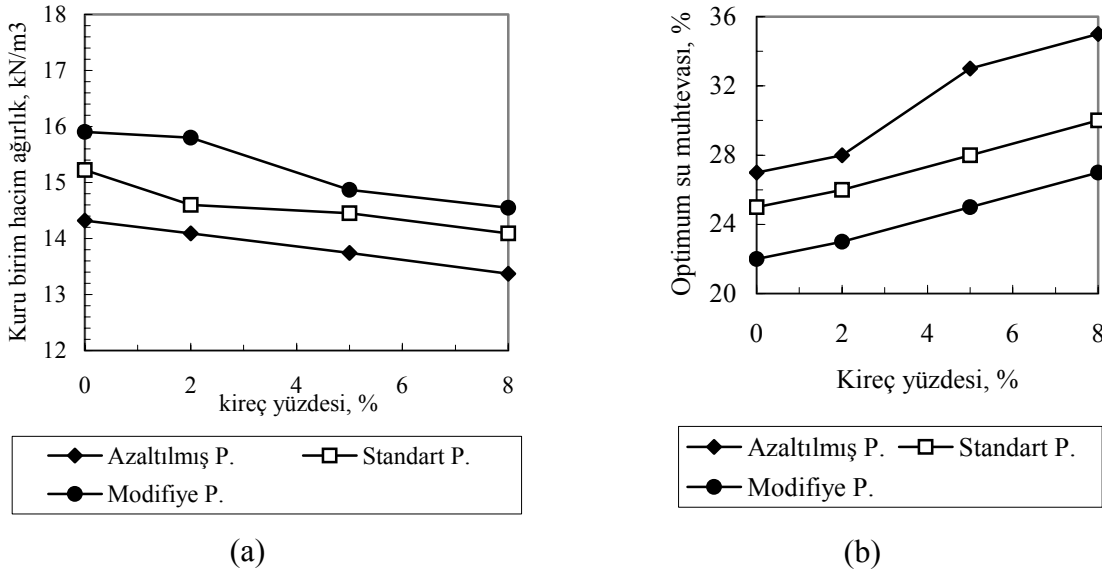 Kuru birim hacim ağırlık, kN/m3
18
17
16
15
14
13
12
0 2 4 6 8
kireç yüzdesi, %
Azaltılmış P. Standart P.
Modifiye P.
(a)
Optimum su muhtevası, %
36
32
28
24
20
0 2 4 6 8
Kireç yüzdesi, %
Azaltılmış P. Standart P.
Modifiye P.
(b)